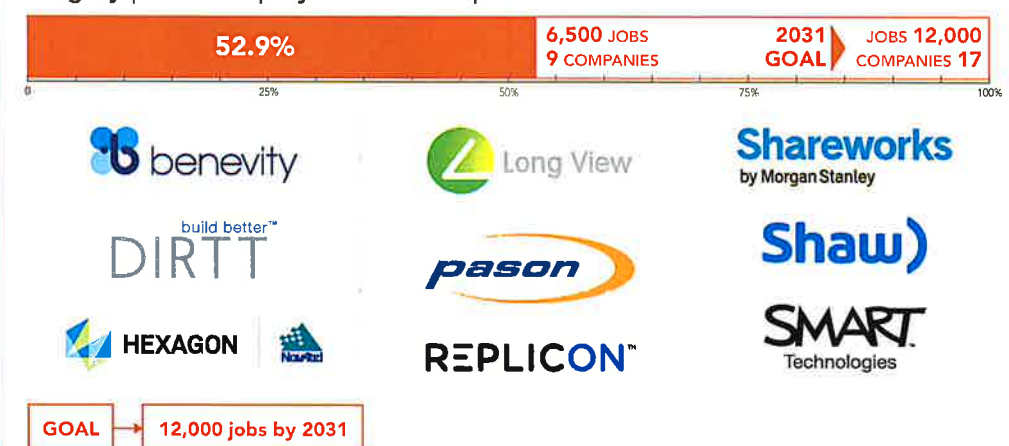 52.9%
6,500 JOBS
9 COMPANIES
2031
GOAL
JOBS 12,000
COMPANIES 17
0
25%
50%
75%
100%
benevity
Long View
Shareworks
by Morgan Stanley
build better™
DIRTT
pason
Shaw)
HEXAGON
NovAtel
REPLICON™
SMART
Technologies
GOAL
12,000 jobs by 2031